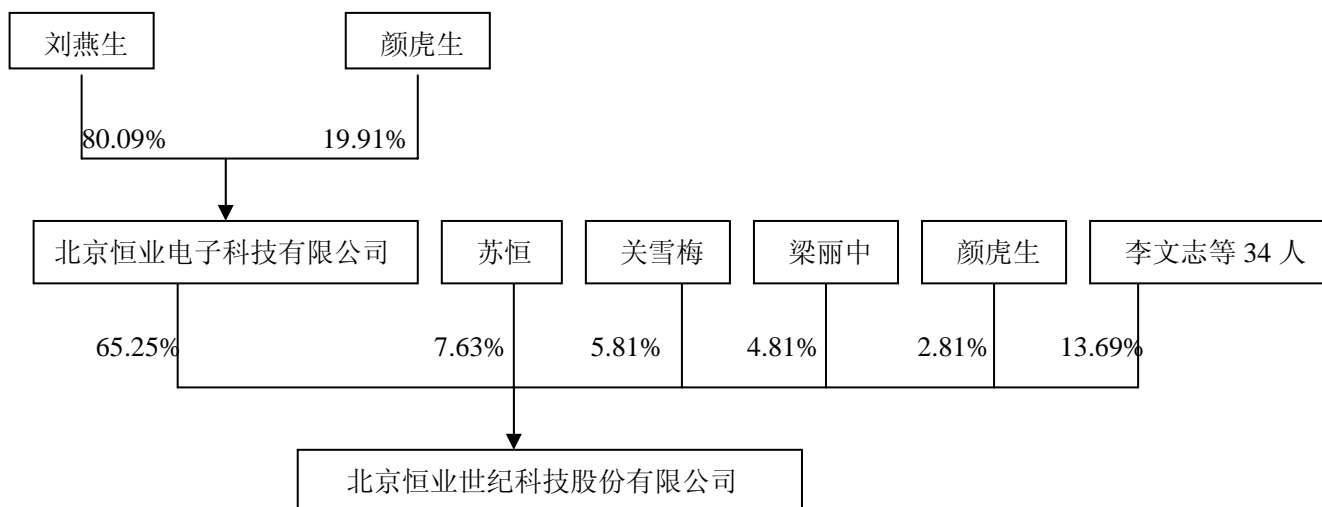 刘燕生
颜虎生
80.09%
19.91%
北京恒业电子科技有限公司
苏恒
关雪梅
梁丽中
颜虎生
李文志等 34 人
65.25%
7.63%
5.81%
4.81%
2.81%
13.69%
北京恒业世纪科技股份有限公司